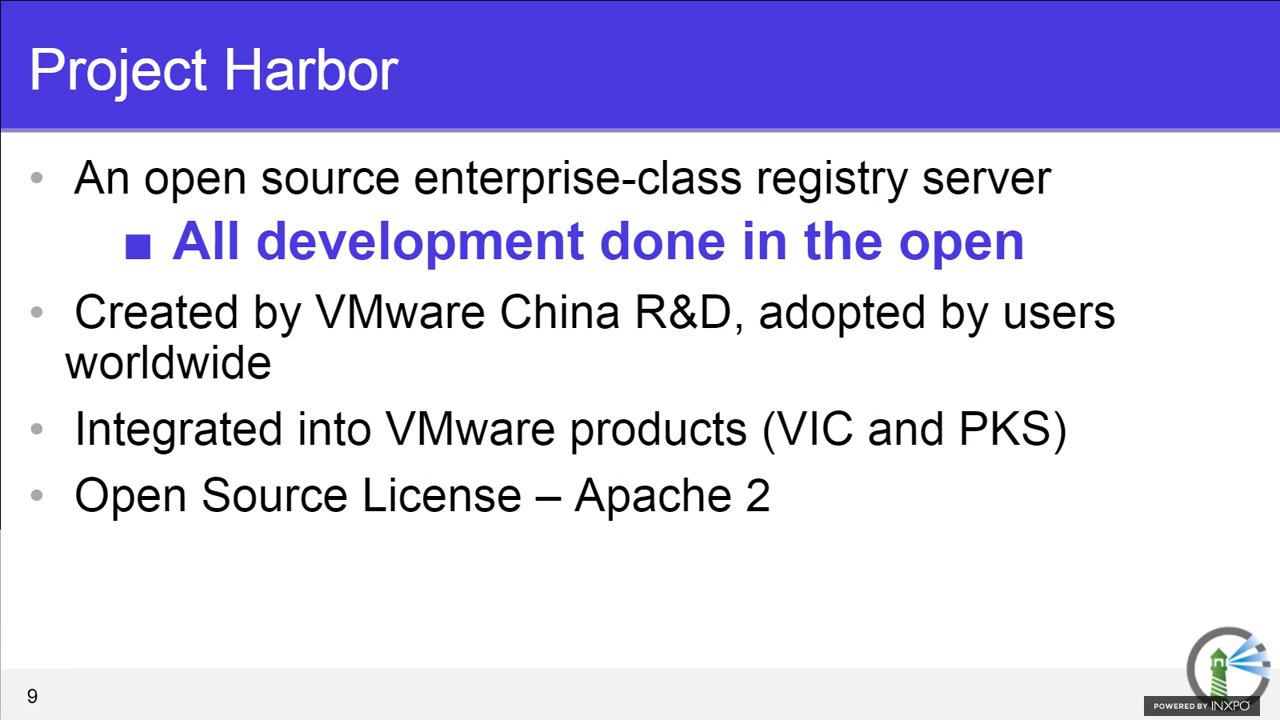 Project Harbor
• An open source enterprise-class registry server
■ All development done in the open
• Created by VMware China R&D, adopted by users
worldwide
• Integrated into VMware products (VIC and PKS)
• Open Source License – Apache 2
9
POWERED BY INXPO